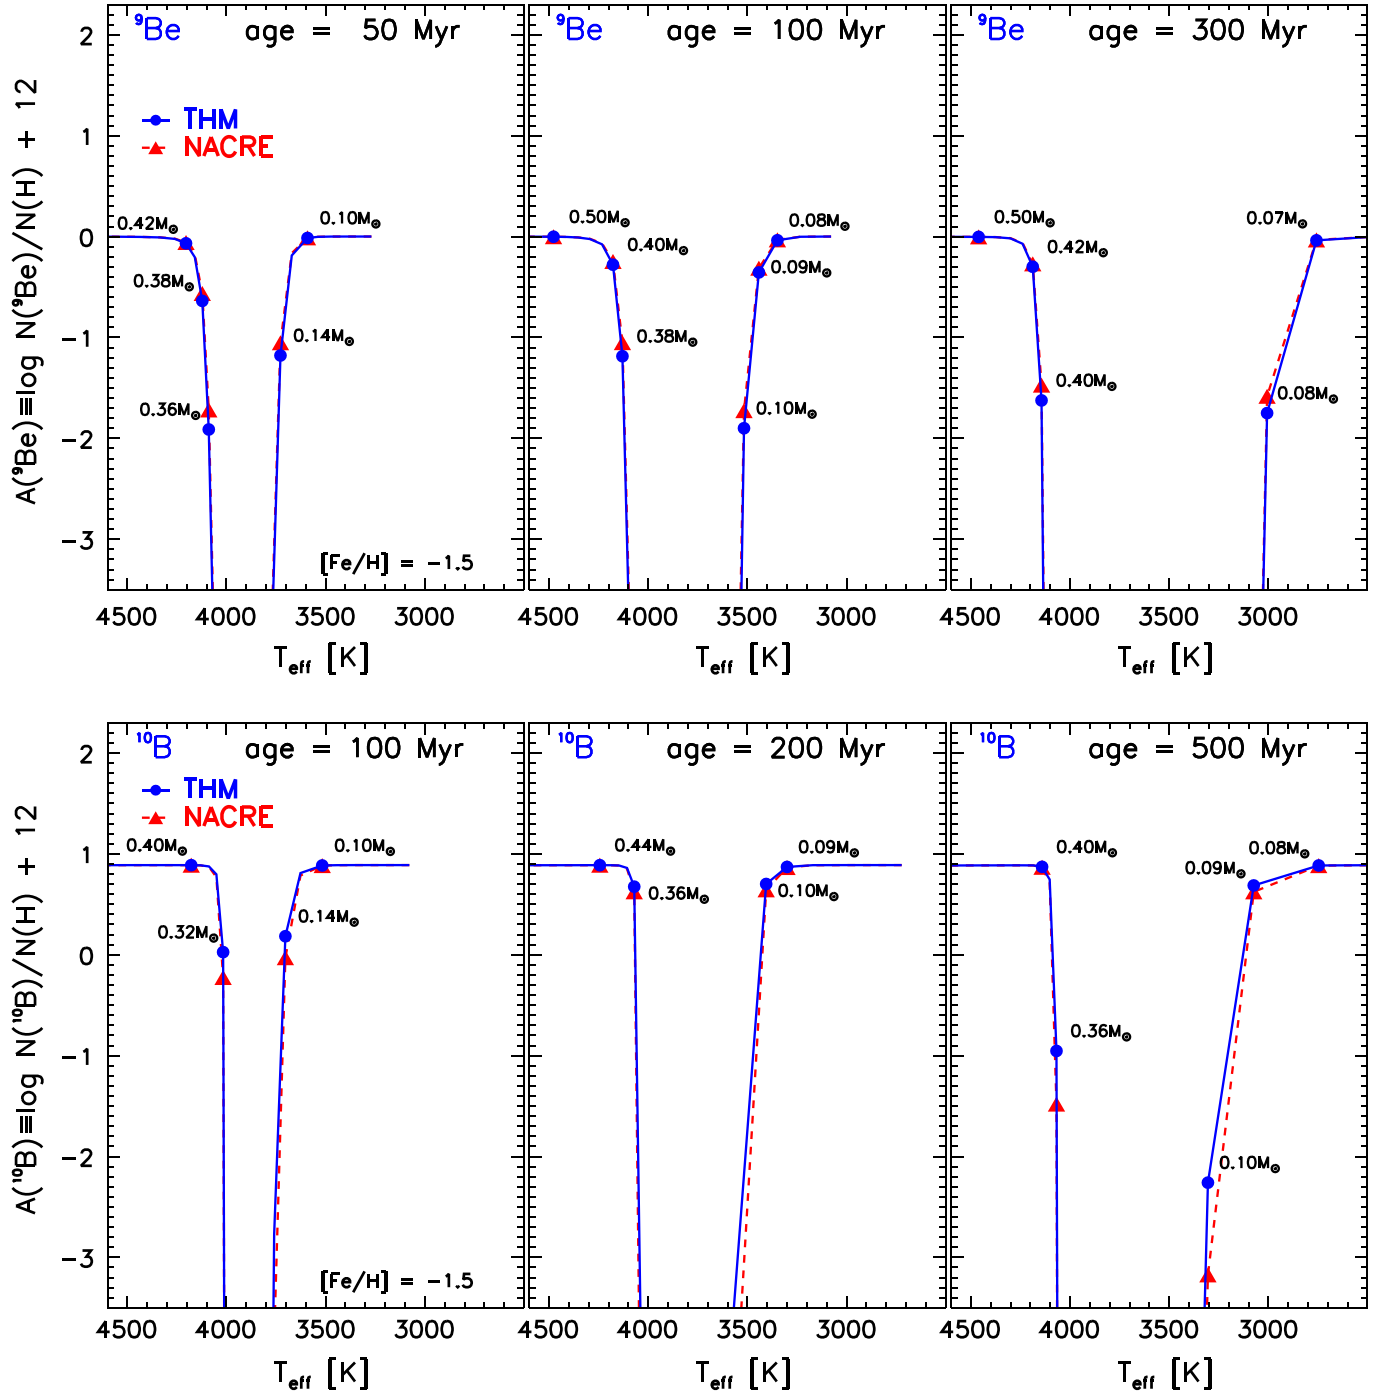 ⁹Be age = 50 Myr
⁹Be age = 100 Myr
⁹Be age = 300 Myr
A(⁹Be)≡log N(⁹Be)/N(H) + 12
2
1
0
−1
−2
−3
THM
NACRE
0.42M⊙
0.10M⊙
0.38M⊙
0.14M⊙
0.36M⊙
[Fe/H] = −1.5
0.50M⊙
0.08M⊙
0.40M⊙
0.09M⊙
0.38M⊙
0.10M⊙
0.50M⊙
0.07M⊙
0.42M⊙
0.40M⊙
0.08M⊙
4500 4000 3500 3000
4500 4000 3500 3000
4500 4000 3500 3000
Teff [K]
Teff [K]
Teff [K]
¹⁰B age = 100 Myr
¹⁰B age = 200 Myr
¹⁰B age = 500 Myr
A(¹⁰B)≡log N(¹⁰B)/N(H) + 12
2
1
0
−1
−2
−3
THM
NACRE
0.40M⊙
0.10M⊙
0.14M⊙
0.32M⊙
[Fe/H] = −1.5
0.44M⊙
0.09M⊙
0.36M⊙
0.10M⊙
0.40M⊙
0.08M⊙
0.09M⊙
0.36M⊙
0.10M⊙
4500 4000 3500 3000
4500 4000 3500 3000
4500 4000 3500 3000
Teff [K]
Teff [K]
Teff [K]